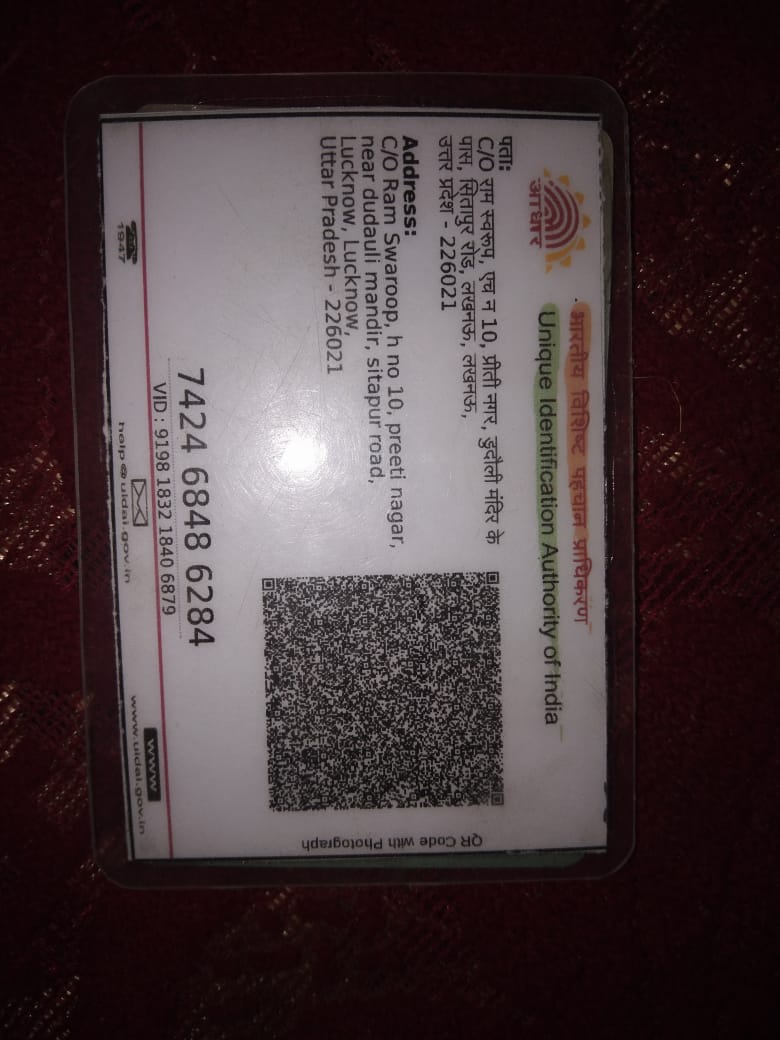 आधार
भारतीय विशिष्ट पहचान प्राधिकरण
Unique Identification Authority of India
पता:
C/O राम स्वरूप, एच न 10, प्रीती नगर, डुदौली मंदिर के
पास, सितापुर रोड, लखनऊ, लखनऊ,
उत्तर प्रदेश - 226021
Address:
C/O Ram Swaroop, h no 10, preeti nagar,
near dudauli mandir, sitapur road,
Lucknow, Lucknow,
Uttar Pradesh - 226021
QR Code with Photograph
7424 6848 6284
VID : 9198 1832 1840 6879
1947
help@uidai.gov.in
www
www.uidai.gov.in